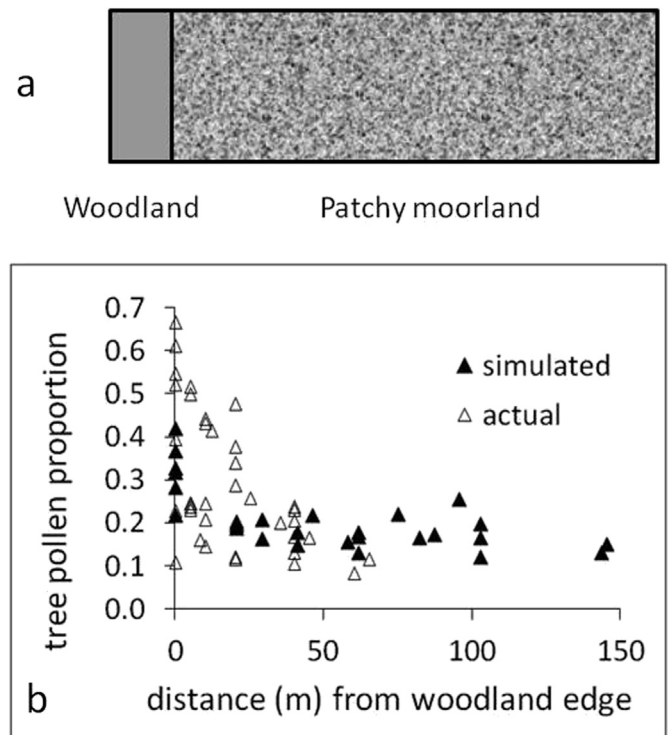 a
Woodland
Patchy moorland
tree pollen proportion
0.7
0.6
0.5
0.4
0.3
0.2
0.1
0.0
simulated
actual
0 50 100 150
distance (m) from woodland edge
b